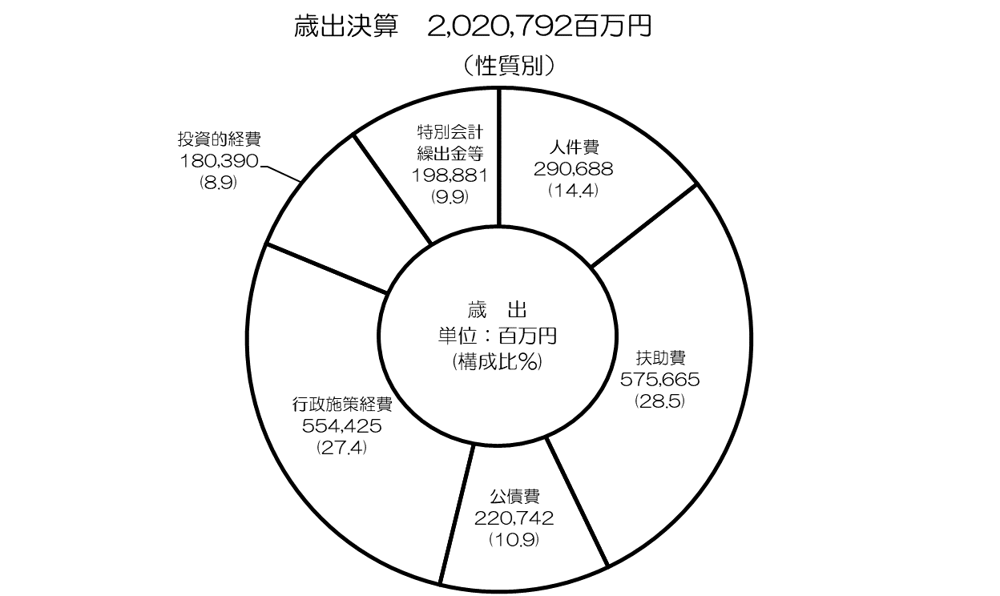 歳出決算　2,020,792百万円
（性質別）
特別会計
繰出金等
198,881
(9.9)
人件費
290,688
(14.4)
投資的経費
180,390
(8.9)
歳　出
単位：百万円
(構成比%)
扶助費
575,665
(28.5)
行政施策経費
554,425
(27.4)
公債費
220,742
(10.9)